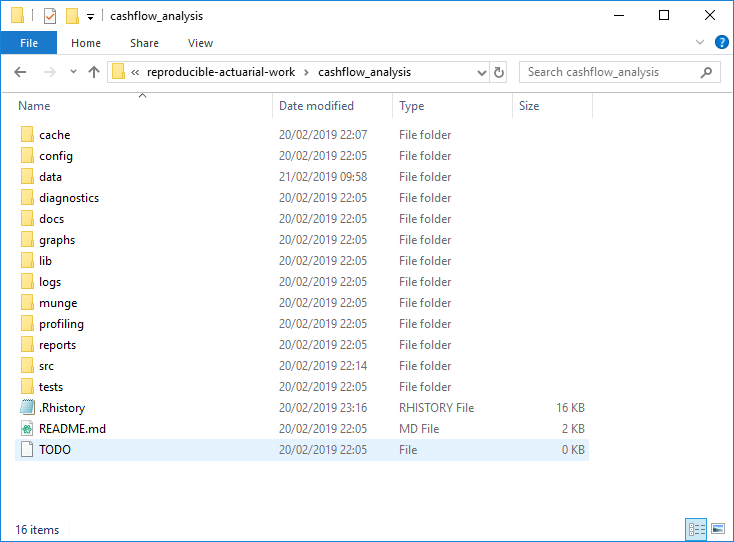 cashflow_analysis
File Home Share View
« reproducible-actuarial-work > cashflow_analysis Search cashflow_analysis
Name Date modified Type Size
cache 20/02/2019 22:07 File folder
config 20/02/2019 22:05 File folder
data 21/02/2019 09:58 File folder
diagnostics 20/02/2019 22:05 File folder
docs 20/02/2019 22:05 File folder
graphs 20/02/2019 22:05 File folder
lib 20/02/2019 22:05 File folder
logs 20/02/2019 22:05 File folder
munge 20/02/2019 22:05 File folder
profiling 20/02/2019 22:05 File folder
reports 20/02/2019 22:05 File folder
src 20/02/2019 22:14 File folder
tests 20/02/2019 22:05 File folder
.Rhistory 20/02/2019 23:16 RHISTORY File 16 KB
README.md 20/02/2019 22:05 MD File 2 KB
TODO 20/02/2019 22:05 File 0 KB
16 items